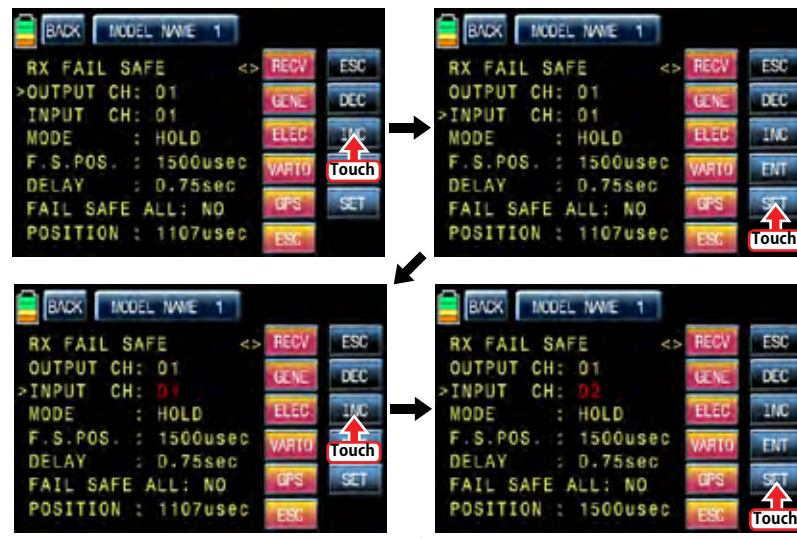 BACK MODEL NAME 1
RX FAIL SAFE <> RECV ESC
>OUTPUT CH: 01 GENE DEC
INPUT CH: 01
MODE : HOLD ELEC INC
F.S.POS. : 1500usec VARIO Touch
DELAY : 0.75sec
FAIL SAFE ALL: NO GPS SET
POSITION : 1107usec ESC
BACK MODEL NAME 1
RX FAIL SAFE <> RECV ESC
OUTPUT CH: 01 GENE DEC
>INPUT CH: 01
MODE : HOLD ELEC INC
F.S.POS. : 1500usec VARIO ENT
DELAY : 0.75sec
FAIL SAFE ALL: NO GPS SET
POSITION : 1107usec ESC Touch
BACK MODEL NAME 1
RX FAIL SAFE <> RECV ESC
OUTPUT CH: 01 GENE DEC
>INPUT CH: 01
MODE : HOLD ELEC INC
F.S.POS. : 1500usec VARIO Touch
DELAY : 0.75sec
FAIL SAFE ALL: NO GPS SET
POSITION : 1107usec ESC
BACK MODEL NAME 1
RX FAIL SAFE <> RECV ESC
OUTPUT CH: 01 GENE DEC
>INPUT CH: 02
MODE : HOLD ELEC INC
F.S.POS. : 1500usec VARIO ENT
DELAY : 0.75sec
FAIL SAFE ALL: NO GPS SET
POSITION : 1500usec ESC Touch